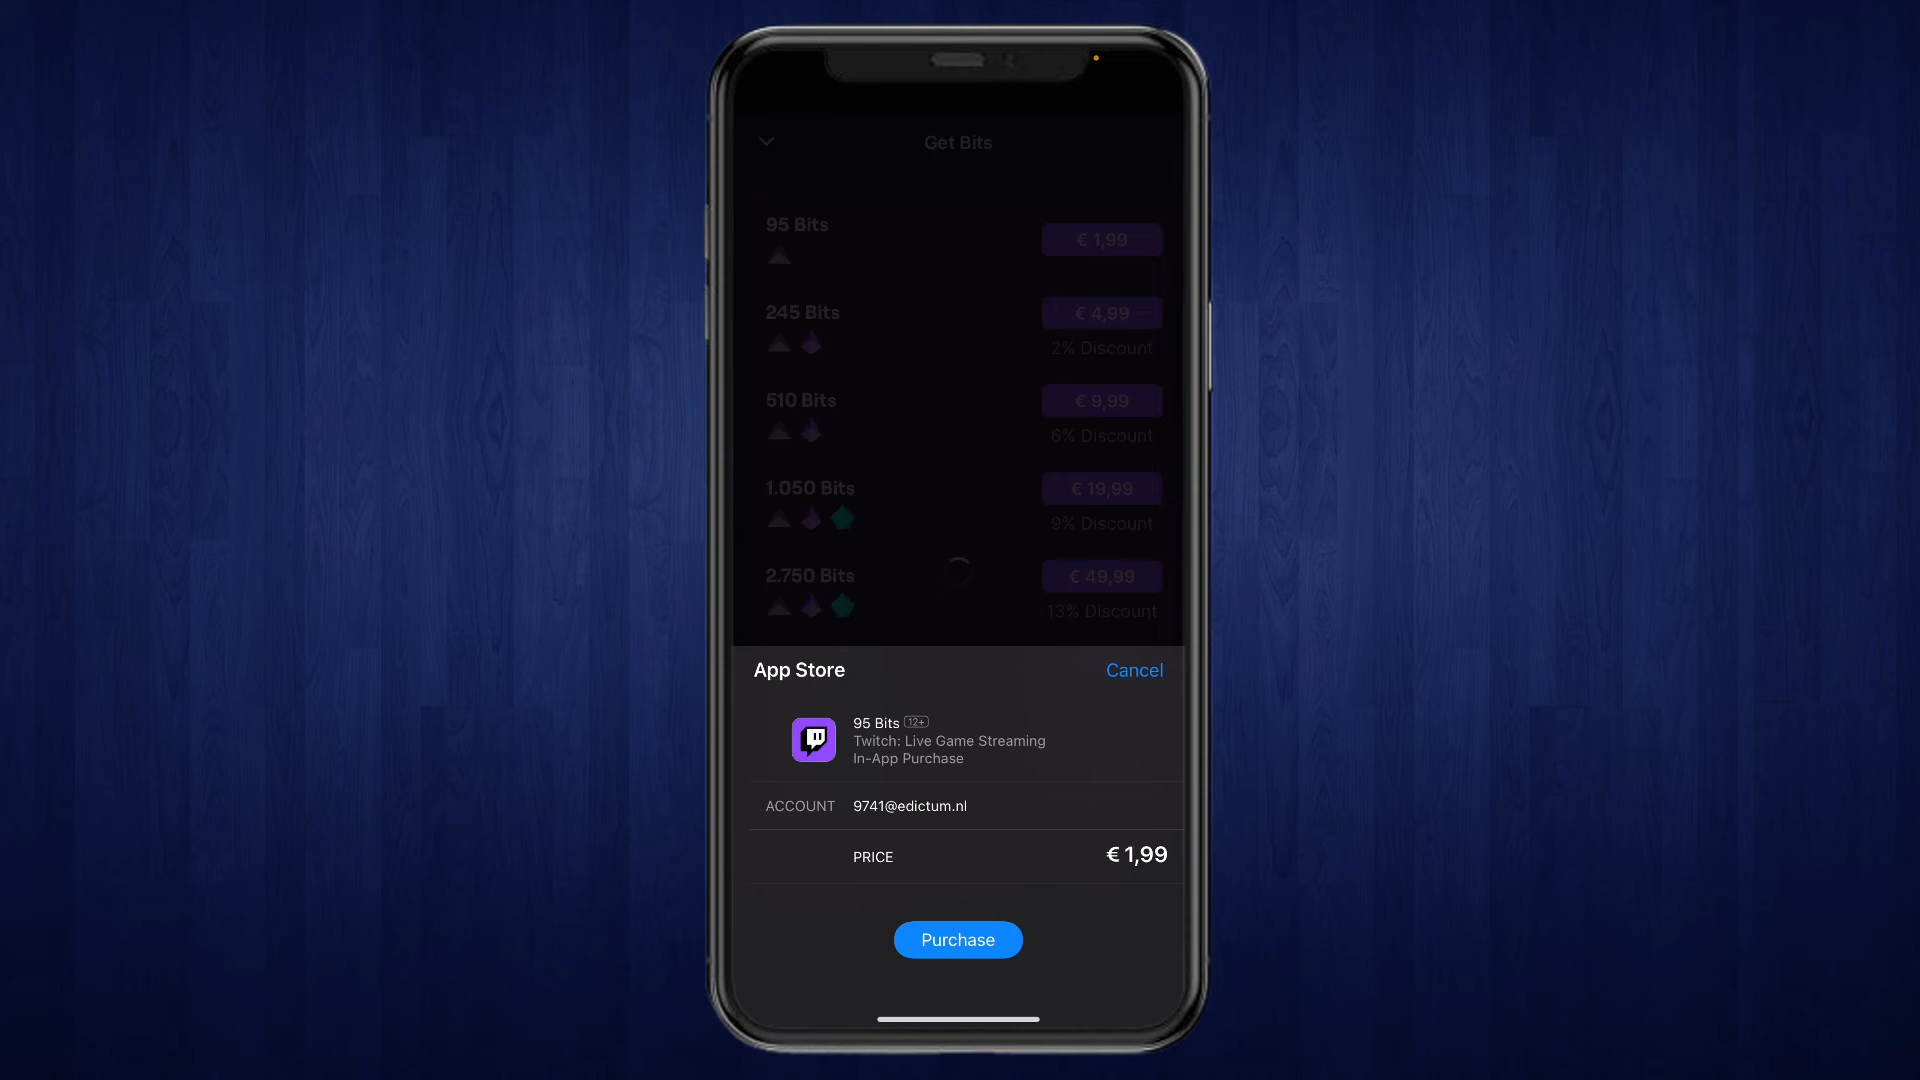 Get Bits
95 Bits
€ 1,99
245 Bits
€ 4,99
2% Discount
510 Bits
€ 9,99
6% Discount
1.050 Bits
€ 19,99
9% Discount
2.750 Bits
€ 49,99
13% Discount
App Store
Cancel
95 Bits 12+
Twitch: Live Game Streaming
In-App Purchase
ACCOUNT 9741@edictum.nl
PRICE € 1,99
Purchase